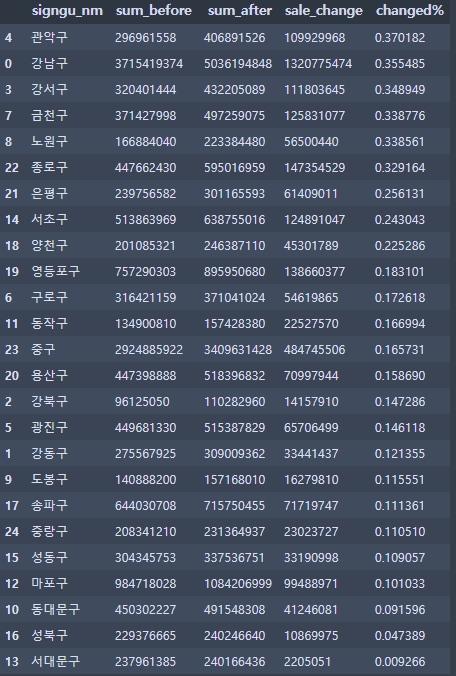 signgu_nm sum_before sum_after sale_change changed%
4 관악구 296961558 406891526 109929968 0.370182
0 강남구 3715419374 5036194848 1320775474 0.355485
3 강서구 320401444 432205089 111803645 0.348949
7 금천구 371427998 497259075 125831077 0.338776
8 노원구 166884040 223384480 56500440 0.338561
22 종로구 447662430 595016959 147354529 0.329164
21 은평구 239756582 301165593 61409011 0.256131
14 서초구 513863969 638755016 124891047 0.243043
18 양천구 201085321 246387110 45301789 0.225286
19 영등포구 757290303 895950680 138660377 0.183101
6 구로구 316421159 371041024 54619865 0.172618
11 동작구 134900810 157428380 22527570 0.166994
23 중구 2924885922 3409631428 484745506 0.165731
20 용산구 447398888 518396832 70997944 0.158690
2 강북구 96125050 110282960 14157910 0.147286
5 광진구 449681330 515387829 65706499 0.146118
1 강동구 275567925 309009362 33441437 0.121355
9 도봉구 140888200 157168010 16279810 0.115551
17 송파구 644030708 715750455 71719747 0.111361
24 중랑구 208341210 231364937 23023727 0.110510
15 성동구 304345753 337536751 33190998 0.109057
12 마포구 984718028 1084206999 99488971 0.101033
10 동대문구 450302227 491548308 41246081 0.091596
16 성북구 229376665 240246640 10869975 0.047389
13 서대문구 237961385 240166436 2205051 0.009266